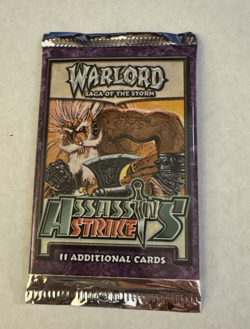 WARLORD
SAGA OF THE STORM
ASSASSIN'S
STRIKE
11 ADDITIONAL CARDS